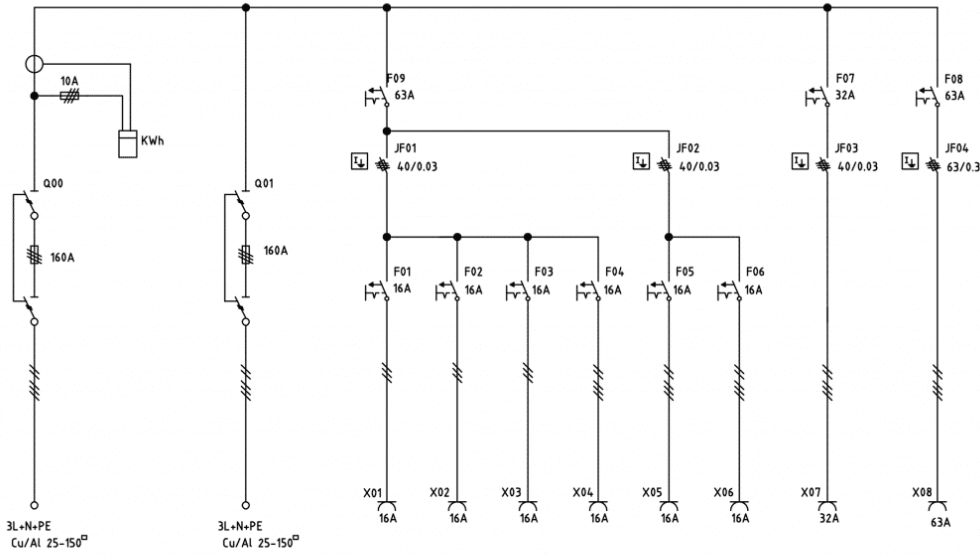 10A
KWh
Q00
160A
3L+N+PE
Cu/Al 25-150□
Q01
160A
3L+N+PE
Cu/Al 25-150□
F09
63A
JF01
40/0.03
JF02
40/0.03
F07
32A
JF03
40/0.03
F08
63A
JF04
63/0.3
F01
16A
F02
16A
F03
16A
F04
16A
F05
16A
F06
16A
X01
16A
X02
16A
X03
16A
X04
16A
X05
16A
X06
16A
X07
32A
X08
63A